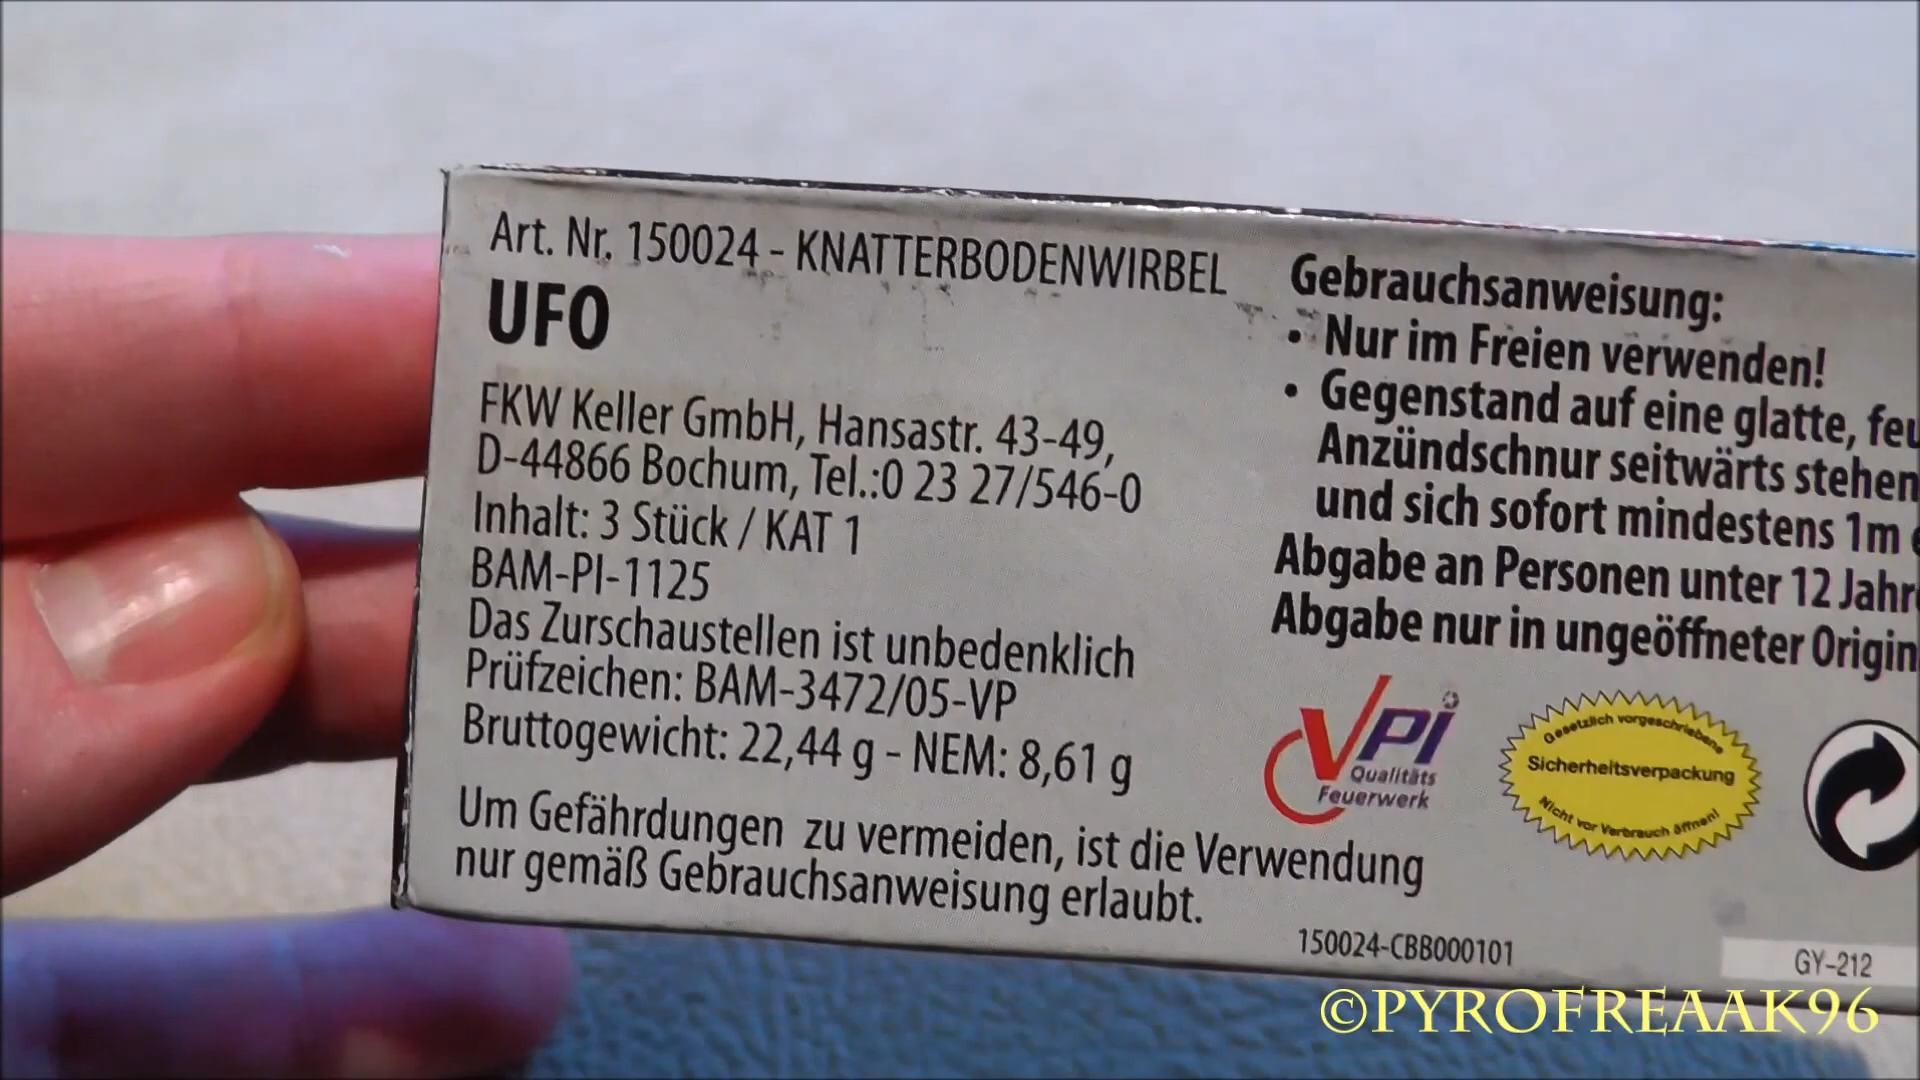 Art. Nr. 150024 - KNATTERBODENWIRBEL
UFO
FKW Keller GmbH, Hansastr. 43-49,
D-44866 Bochum, Tel.:0 23 27/546-0
Inhalt: 3 Stück / KAT 1
BAM-PI-1125
Das Zurschaustellen ist unbedenklich
Prüfzeichen: BAM-3472/05-VP
Bruttogewicht: 22,44 g - NEM: 8,61 g
Um Gefährdungen zu vermeiden, ist die Verwendung
nur gemäß Gebrauchsanweisung erlaubt.
150024-CBB000101
Gebrauchsanweisung:
• Nur im Freien verwenden!
• Gegenstand auf eine glatte,
Anzündschnur seitwärts stehen
und sich sofort mindestens 1m
Abgabe an Personen unter 12
Abgabe nur in ungeöffneter
VPI
Qualitäts
Feuerwerk
Gesetzlich vorgeschriebene
Sicherheitsverpackung
Nicht vor Verbrauch öffnen!
GY-212
©PYROFREAAK96